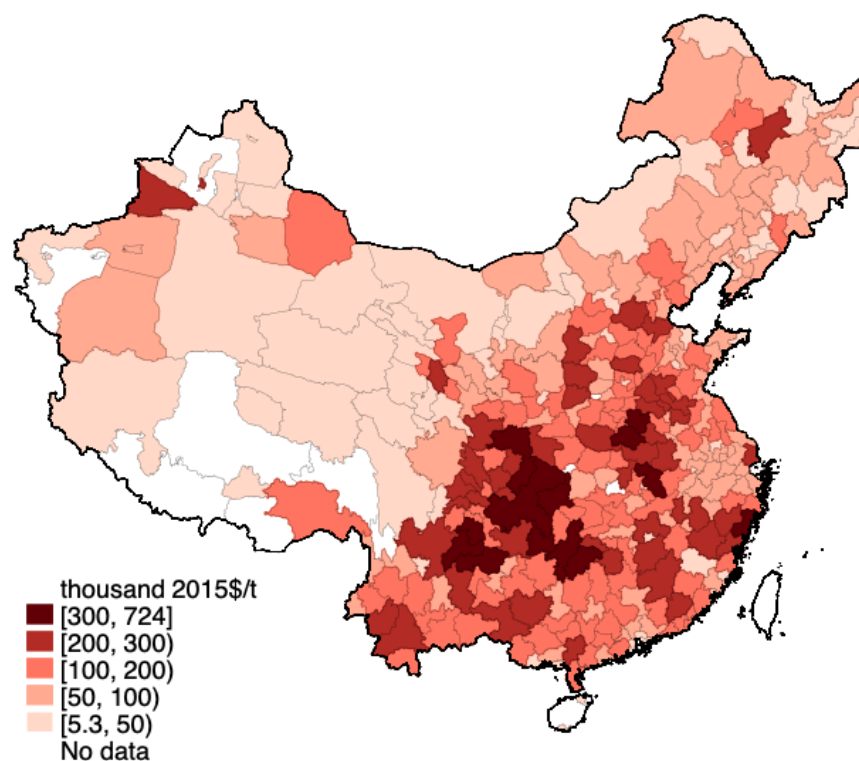 thousand 2015$/t
[300, 724]
[200, 300)
[100, 200)
[50, 100)
[5.3, 50)
No data